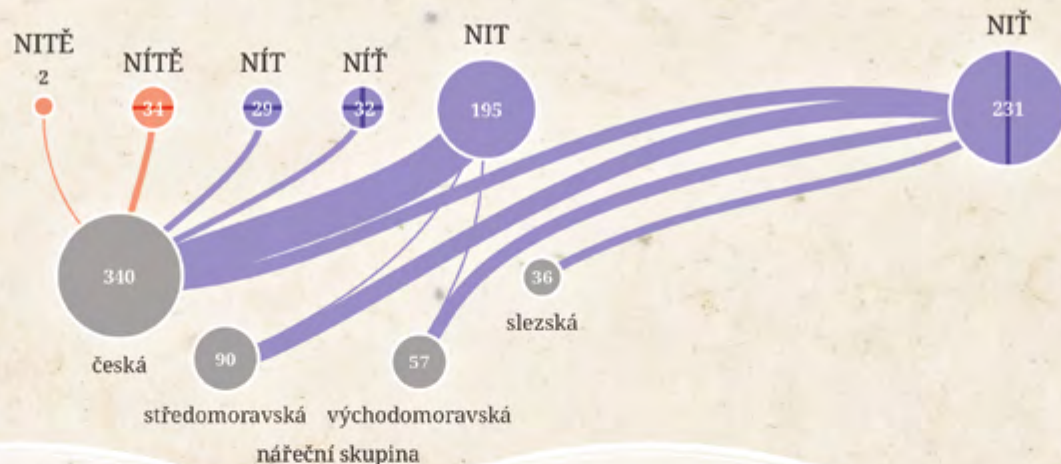 NITĚ NÍTĚ NÍT NÍŤ NIT NIŤ
2 34 29 32 195 231
340
36
slezská
90
57
česká
středomoravská východomoravská
nářeční skupina